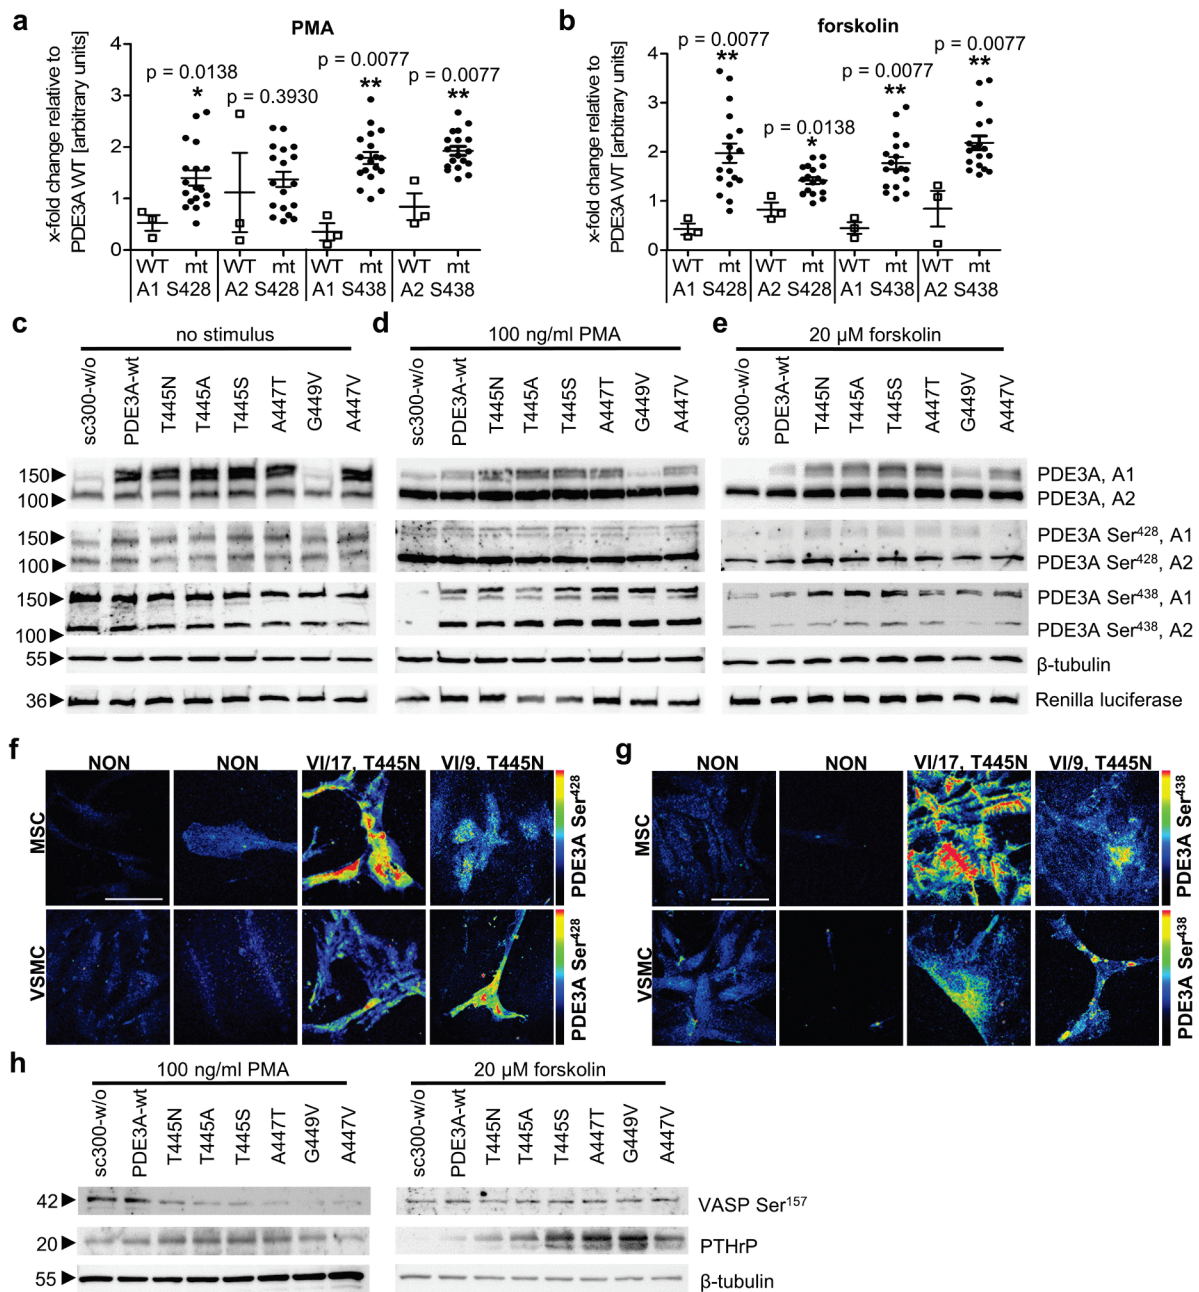 a
PMA
x-fold change relative to
PDE3A WT [arbitrary units]
4
3
2
1
0
p = 0.0138
*
p = 0.3930
p = 0.0077
**
p = 0.0077
**
WT mt WT mt WT mt WT mt
A1 S428 A2 S428 A1 S438 A2 S438
b
forskolin
x-fold change relative to
PDE3A WT [arbitrary units]
4
3
2
1
0
p = 0.0077
**
p = 0.0138
*
p = 0.0077
**
p = 0.0077
**
WT mt WT mt WT mt WT mt
A1 S428 A2 S428 A1 S438 A2 S438
c
no stimulus
sc300-w/o
PDE3A-wt
T445N
T445A
T445S
A447T
G449V
A447V
d
100 ng/ml PMA
sc300-w/o
PDE3A-wt
T445N
T445A
T445S
A447T
G449V
A447V
e
20 µM forskolin
sc300-w/o
PDE3A-wt
T445N
T445A
T445S
A447T
G449V
A447V
150
PDE3A, A1
100
PDE3A, A2
150
PDE3A Ser428, A1
100
PDE3A Ser428, A2
150
PDE3A Ser438, A1
100
PDE3A Ser438, A2
55
β-tubulin
36
Renilla luciferase
f
NON NON VI/17, T445N VI/9, T445N
MSC
PDE3A Ser428
VSMC
PDE3A Ser428
g
NON NON VI/17, T445N VI/9, T445N
MSC
PDE3A Ser438
VSMC
PDE3A Ser438
h
100 ng/ml PMA
sc300-w/o
PDE3A-wt
T445N
T445A
T445S
A447T
G449V
A447V
20 µM forskolin
sc300-w/o
PDE3A-wt
T445N
T445A
T445S
A447T
G449V
A447V
42
VASP Ser157
20
PTHrP
55
β-tubulin